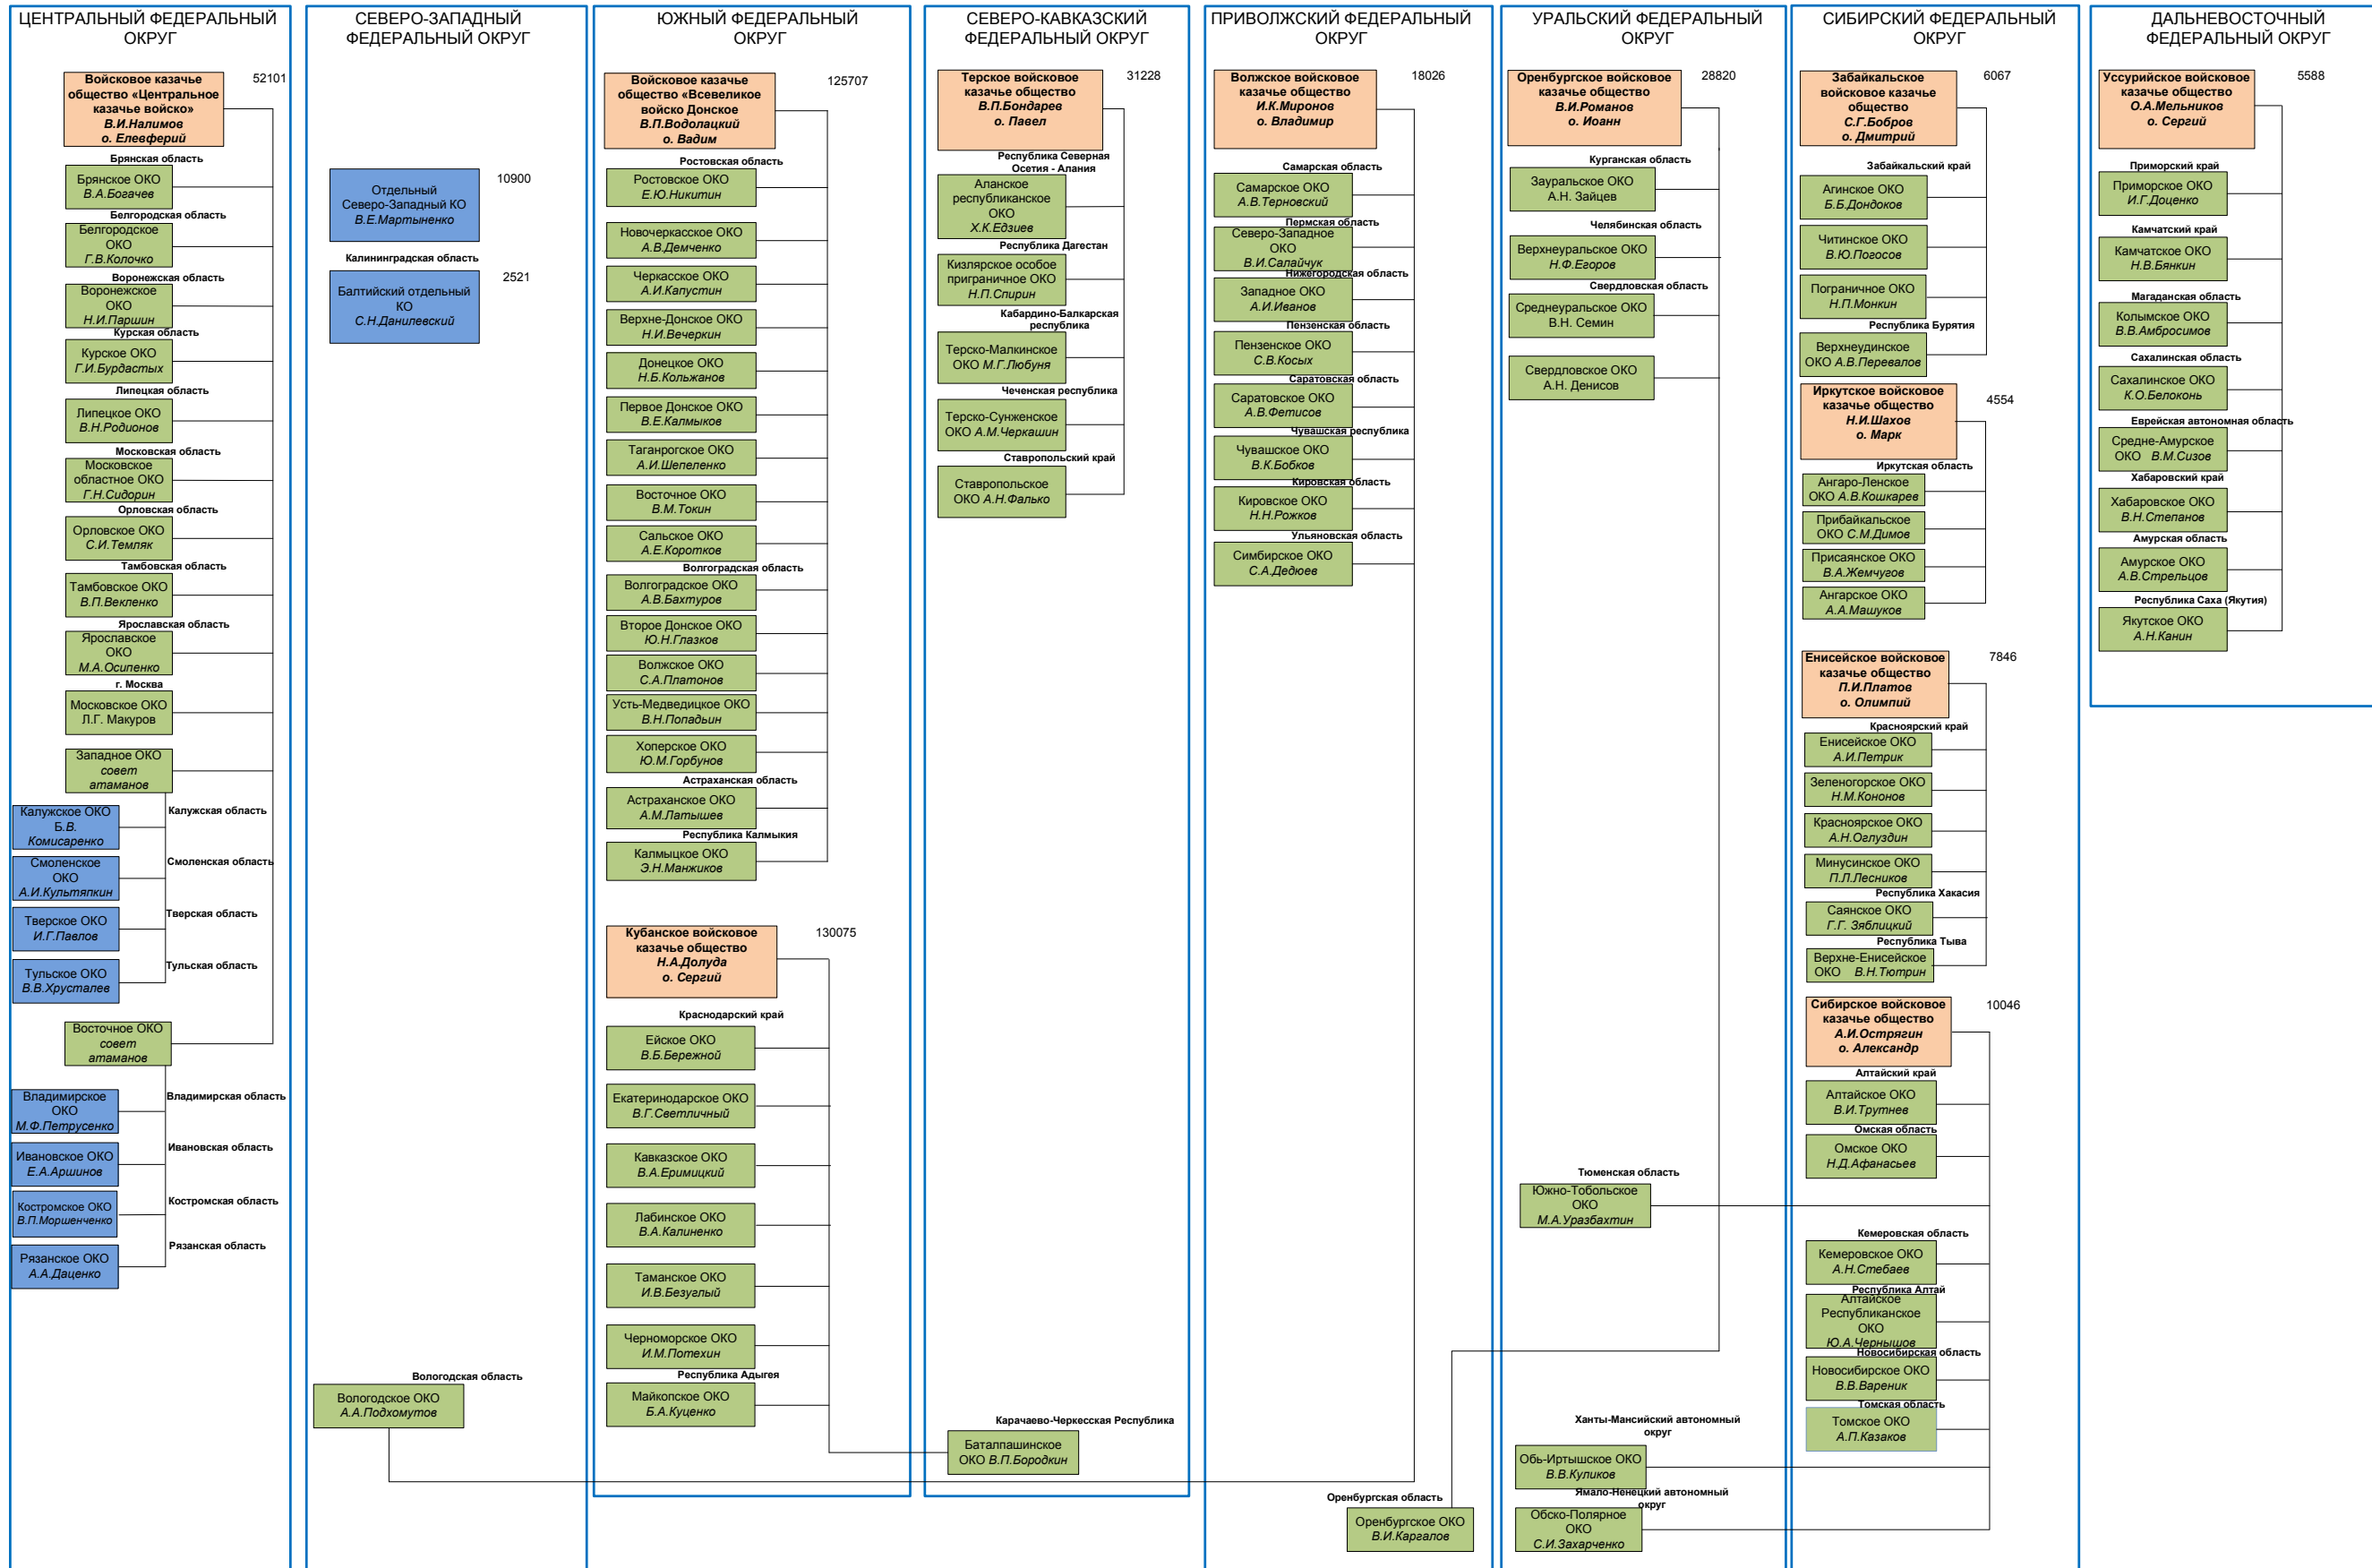 ЦЕНТРАЛЬНЫЙ ФЕДЕРАЛЬНЫЙ
ОКРУГ
52101
Войсковое казачье
общество «Центральное
казачье войско»
В.И.Налимов
о. Елевферий
Брянская область
Брянское ОКО
В.А.Богачев
Белгородская область
Белгородское
ОКО
Г.В.Колочко
Воронежская область
Воронежское
ОКО
Н.И.Паршин
Курская область
Курское ОКО
Г.И.Бурдастых
Липецкая область
Липецкое ОКО
В.Н.Родионов
Московская область
Московское
областное ОКО
Г.Н.Сидорин
Орловская область
Орловское ОКО
С.И.Темляк
Тамбовская область
Тамбовское ОКО
В.П.Векленко
Ярославская область
Ярославское
ОКО
М.А.Осипенко
г. Москва
Московское ОКО
Л.Г. Макуров
Западное ОКО
совет
атаманов
Калужская область
Калужское ОКО
Б.В.
Комисаренко
Смоленская область
Смоленское
ОКО
А.И.Культяпкин
Тверская область
Тверское ОКО
И.Г.Павлов
Тульская область
Тульское ОКО
В.В.Хрусталев
Восточное ОКО
совет
атаманов
Владимирская область
Владимирское
ОКО
М.Ф.Петрусенко
Ивановская область
Ивановское ОКО
Е.А.Аршинов
Костромская область
Костромское ОКО
В.П.Моршенченко
Рязанская область
Рязанское ОКО
А.А.Даценко
СЕВЕРО-ЗАПАДНЫЙ
ФЕДЕРАЛЬНЫЙ ОКРУГ
10900
Отдельный
Северо-Западный КО
В.Е.Мартыненко
Калининградская область
2521
Балтийский отдельный
КО
С.Н.Данилевский
Вологодская область
Вологодское ОКО
А.А.Подхомутов
ЮЖНЫЙ ФЕДЕРАЛЬНЫЙ
ОКРУГ
125707
Войсковое казачье
общество «Всевеликое
войско Донское
В.П.Водолацкий
о. Вадим
Ростовская область
Ростовское ОКО
Е.Ю.Никитин
Новочеркасское ОКО
А.В.Демченко
Черкасское ОКО
А.И.Капустин
Верхне-Донское ОКО
Н.И.Вечеркин
Донецкое ОКО
Н.Б.Кольжанов
Первое Донское ОКО
В.Е.Калмыков
Таганрогское ОКО
А.И.Шепеленко
Восточное ОКО
В.М.Токин
Сальское ОКО
А.Е.Коротков
Волгоградская область
Волгоградское ОКО
А.В.Бахтуров
Второе Донское ОКО
Ю.Н.Глазков
Волжское ОКО
С.А.Платонов
Усть-Медведицкое ОКО
В.Н.Попадьин
Хоперское ОКО
Ю.М.Горбунов
Астраханская область
Астраханское ОКО
А.М.Латышев
Республика Калмыкия
Калмыцкое ОКО
Э.Н.Манжиков
130075
Кубанское войсковое
казачье общество
Н.А.Долуда
о. Сергий
Краснодарский край
Ейское ОКО
В.Б.Бережной
Екатеринодарское ОКО
В.Г.Светличный
Кавказское ОКО
В.А.Еримицкий
Лабинское ОКО
В.А.Калиненко
Таманское ОКО
И.В.Безуглый
Черноморское ОКО
И.М.Потехин
Республика Адыгея
Майкопское ОКО
Б.А.Куценко
СЕВЕРО-КАВКАЗСКИЙ
ФЕДЕРАЛЬНЫЙ ОКРУГ
31228
Терское войсковое
казачье общество
В.П.Бондарев
о. Павел
Республика Северная
Осетия - Алания
Аланское
республиканское
ОКО
Х.К.Едзиев
Республика Дагестан
Кизлярское особое
приграничное ОКО
Н.П.Спирин
Кабардино-Балкарская
республика
Терско-Малкинское
ОКО М.Г.Любуня
Чеченская республика
Терско-Сунженское
ОКО А.М.Черкашин
Ставропольский край
Ставропольское
ОКО А.Н.Фалько
Карачаево-Черкесская Республика
Баталпашинское
ОКО В.П.Бородкин
ПРИВОЛЖСКИЙ ФЕДЕРАЛЬНЫЙ
ОКРУГ
18026
Волжское войсковое
казачье общество
И.К.Миронов
о. Владимир
Самарская область
Самарское ОКО
А.В.Терновский
Пермская область
Северо-Западное
ОКО
В.И.Салайчук
Нижегородская область
Западное ОКО
А.И.Иванов
Пензенская область
Пензенское ОКО
С.В.Косых
Саратовская область
Саратовское ОКО
А.В.Фетисов
Чувашская республика
Чувашское ОКО
В.К.Бобков
Кировская область
Кировское ОКО
Н.Н.Рожков
Ульяновская область
Симбирское ОКО
С.А.Дедюев
Оренбургская область
Оренбургское ОКО
В.И.Каргалов
УРАЛЬСКИЙ ФЕДЕРАЛЬНЫЙ
ОКРУГ
28820
Оренбургское войсковое
казачье общество
В.И.Романов
о. Иоанн
Курганская область
Зауральское ОКО
А.Н. Зайцев
Челябинская область
Верхнеуральское ОКО
Н.Ф.Егоров
Свердловская область
Среднеуральское ОКО
В.Н. Семин
Свердловское ОКО
А.Н. Денисов
Тюменская область
Южно-Тобольское
ОКО
М.А.Уразбахтин
Ханты-Мансийский автономный
округ
Обь-Иртышское ОКО
В.В.Куликов
Ямало-Ненецкий автономный
округ
Обско-Полярное
ОКО
С.И.Захарченко
СИБИРСКИЙ ФЕДЕРАЛЬНЫЙ
ОКРУГ
6067
Забайкальское
войсковое казачье
общество
С.Г.Бобров
о. Дмитрий
Забайкальский край
Агинское ОКО
Б.Б.Дондоков
Читинское ОКО
В.Ю.Погосов
Пограничное ОКО
Н.П.Монкин
Республика Бурятия
Верхнеудинское
ОКО А.В.Перевалов
4554
Иркутское войсковое
казачье общество
Н.И.Шахов
о. Марк
Иркутская область
Ангаро-Ленское
ОКО А.В.Кошкарев
Прибайкальское
ОКО С.М.Димов
Присаянское ОКО
В.А.Жемчугов
Ангарское ОКО
А.А.Машуков
7846
Енисейское войсковое
казачье общество
П.И.Платов
о. Олимпий
Красноярский край
Енисейское ОКО
А.И.Петрик
Зеленогорское ОКО
Н.М.Кононов
Красноярское ОКО
А.Н.Оглуздин
Минусинское ОКО
П.Л.Лесников
Республика Хакасия
Саянское ОКО
Г.Г. Зяблицкий
Республика Тыва
Верхне-Енисейское
ОКО В.Н.Тютрин
10046
Сибирское войсковое
казачье общество
А.И.Острягин
о. Александр
Алтайский край
Алтайское ОКО
В.И.Трутнев
Омская область
Омское ОКО
Н.Д.Афанасьев
Кемеровская область
Кемеровское ОКО
А.Н.Стебаев
Республика Алтай
Алтайское
Республиканское
ОКО
Ю.А.Чернышов
Новосибирская область
Новосибирское ОКО
В.В.Вареник
Томская область
Томское ОКО
А.П.Казаков
ДАЛЬНЕВОСТОЧНЫЙ
ФЕДЕРАЛЬНЫЙ ОКРУГ
5588
Уссурийское войсковое
казачье общество
О.А.Мельников
о. Сергий
Приморский край
Приморское ОКО
И.Г.Доценко
Камчатский край
Камчатское ОКО
Н.В.Бянкин
Магаданская область
Колымское ОКО
В.В.Амбросимов
Сахалинская область
Сахалинское ОКО
К.О.Белоконь
Еврейская автономная область
Средне-Амурское
ОКО В.М.Сизов
Хабаровский край
Хабаровское ОКО
В.Н.Степанов
Амурская область
Амурское ОКО
А.В.Стрельцов
Республика Саха (Якутия)
Якутское ОКО
А.Н.Канин